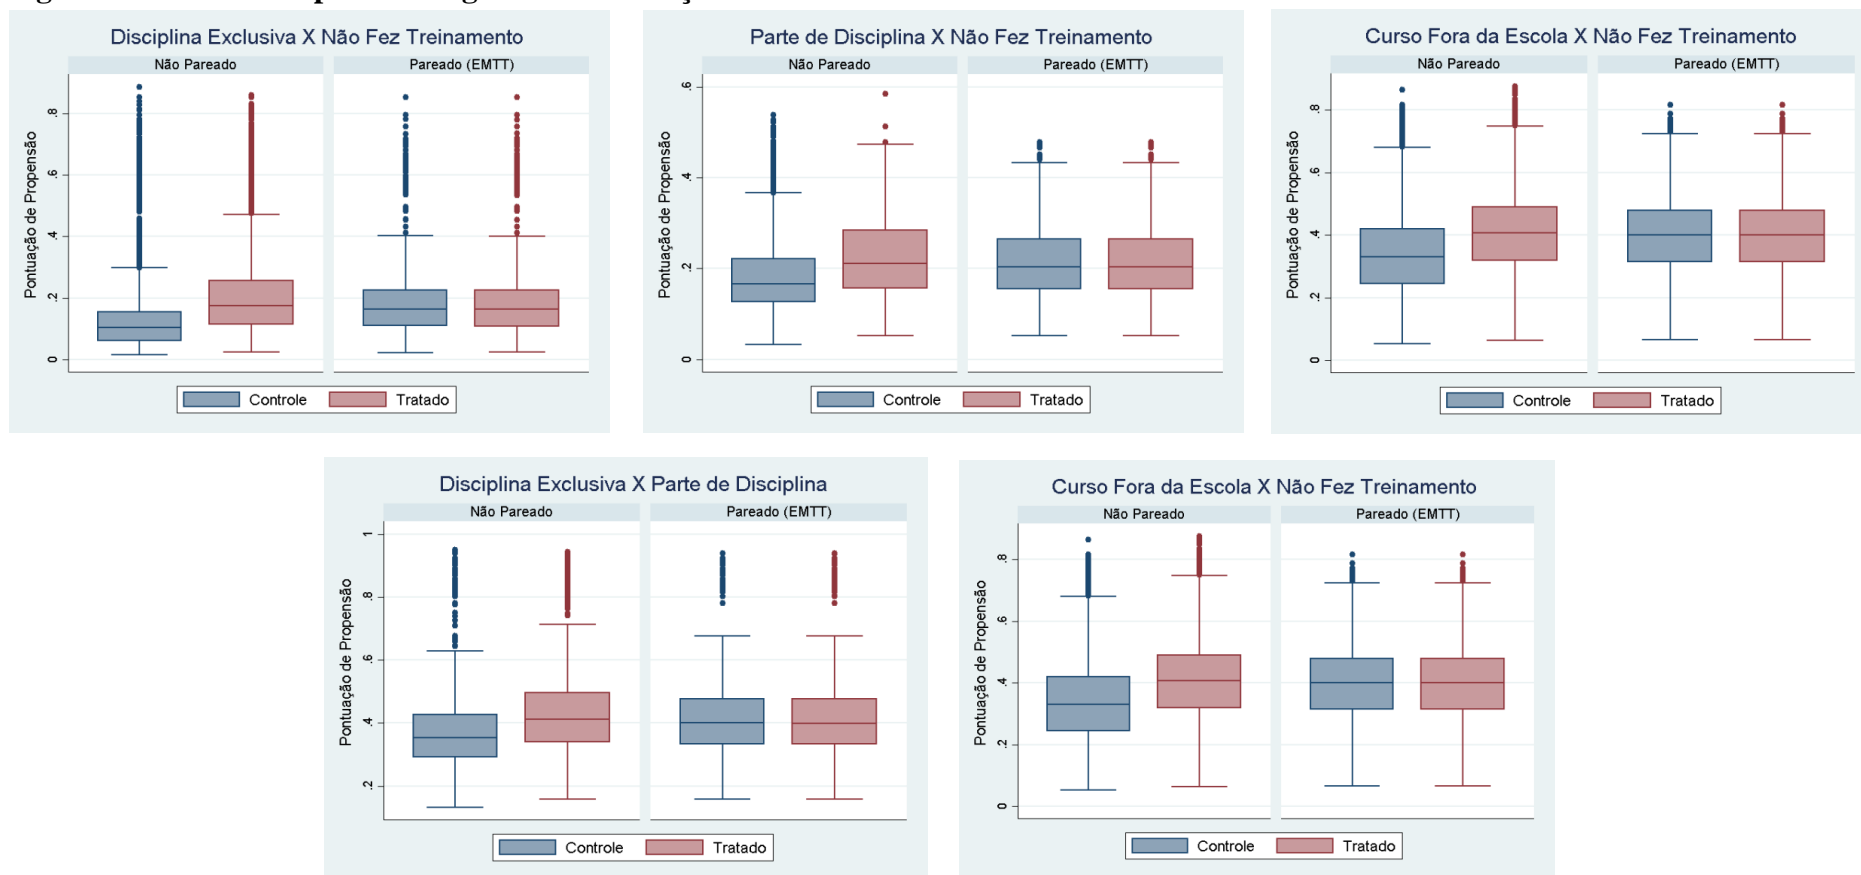 Disciplina Exclusiva X Não Fez Treinamento
Não Pareado
Pareado (EMTT)
Pontuação de Propensão
.8
.6
.4
.2
0
Controle
Tratado
Parte de Disciplina X Não Fez Treinamento
Não Pareado
Pareado (EMTT)
Pontuação de Propensão
.6
.4
.2
0
Controle
Tratado
Curso Fora da Escola X Não Fez Treinamento
Não Pareado
Pareado (EMTT)
Pontuação de Propensão
.8
.6
.4
.2
0
Controle
Tratado
Disciplina Exclusiva X Parte de Disciplina
Não Pareado
Pareado (EMTT)
Pontuação de Propensão
1
.8
.6
.4
.2
Controle
Tratado
Curso Fora da Escola X Não Fez Treinamento
Não Pareado
Pareado (EMTT)
Pontuação de Propensão
.8
.6
.4
.2
0
Controle
Tratado